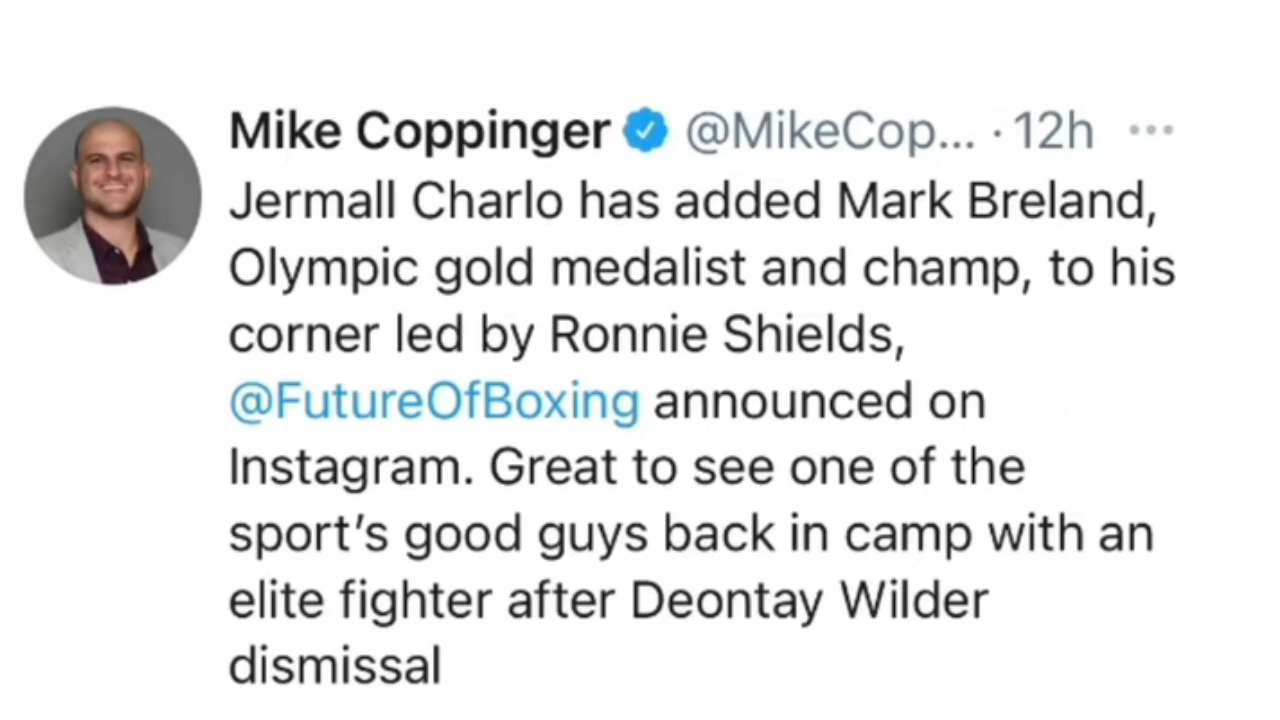 Mike Coppinger @MikeCop... · 12h ...
Jermall Charlo has added Mark Breland,
Olympic gold medalist and champ, to his
corner led by Ronnie Shields,
@FutureOfBoxing announced on
Instagram. Great to see one of the
sport’s good guys back in camp with an
elite fighter after Deontay Wilder
dismissal